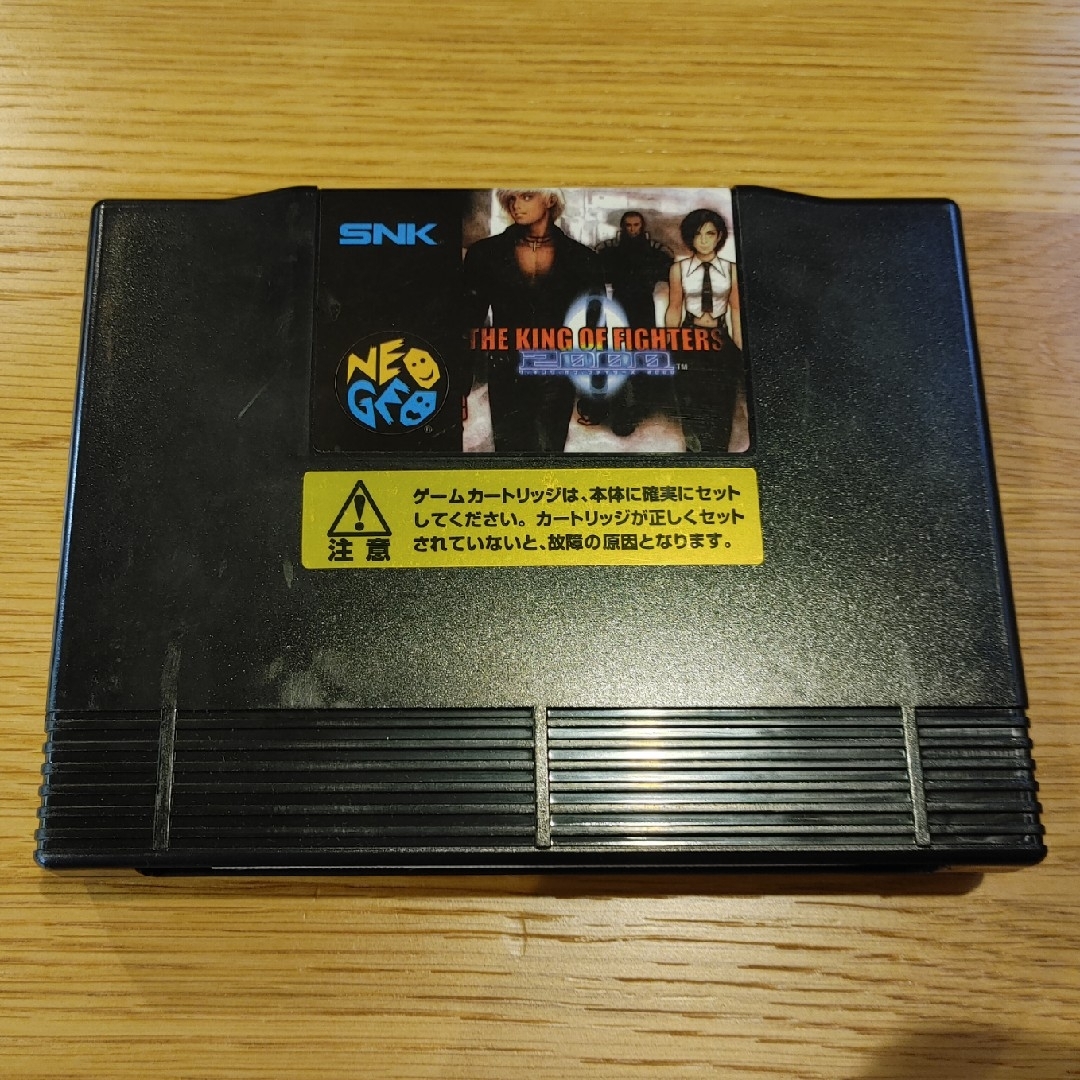 SNK
NEO
GEO
®
THE KING OF FIGHTERS
2000
TM
注意
ゲームカートリッジは、本体に確実にセット
してください。カートリッジが正しくセット
されていないと、故障の原因となります。